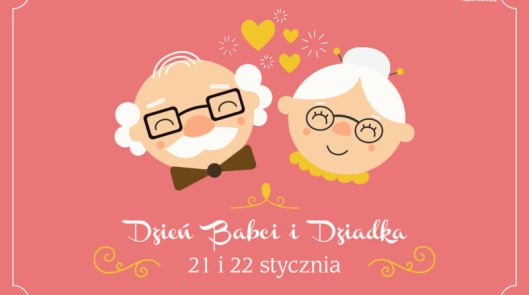 Dzień Babci i Dziadka
21 i 22 stycznia